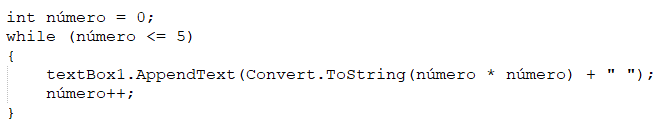 int número = 0;
while (número <= 5)
{
    textBox1.AppendText(Convert.ToString(número * número) + " ");
    número++;
}